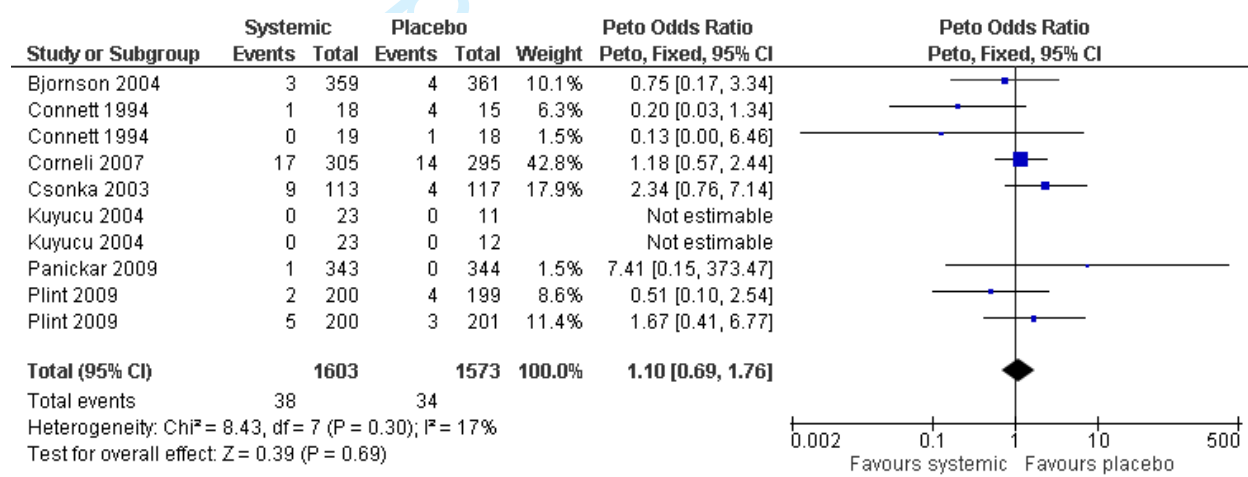 Systemic Placebo Peto Odds Ratio Peto Odds Ratio
Study or Subgroup Events Total Events Total Weight Peto, Fixed, 95% CI Peto, Fixed, 95% CI
Bjornson 2004 3 359 4 361 10.1% 0.75 [0.17, 3.34]
Connett 1994 1 18 4 15 6.3% 0.20 [0.03, 1.34]
Connett 1994 0 19 1 18 1.5% 0.13 [0.00, 6.46]
Corneli 2007 17 305 14 295 42.8% 1.18 [0.57, 2.44]
Csonka 2003 9 113 4 117 17.9% 2.34 [0.76, 7.14]
Kuyucu 2004 0 23 0 11 Not estimable
Kuyucu 2004 0 23 0 12 Not estimable
Panickar 2009 1 343 0 344 1.5% 7.41 [0.15, 373.47]
Plint 2009 2 200 4 199 8.6% 0.51 [0.10, 2.54]
Plint 2009 5 200 3 201 11.4% 1.67 [0.41, 6.77]
Total (95% CI) 1603 1573 100.0% 1.10 [0.69, 1.76]
Total events 38 34
Heterogeneity: Chi² = 8.43, df = 7 (P = 0.30); I² = 17%
Test for overall effect: Z = 0.39 (P = 0.69)
0.002 0.1 1 10 500
Favours systemic Favours placebo